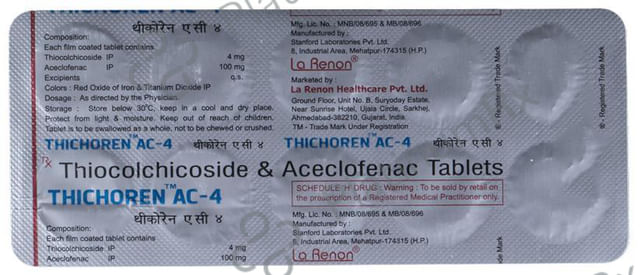 थीकोरेन ए सी ४
Composition:
Each film coated tablet contains
Thiocolchicoside IP 4 mg
Aceclofenac IP 100 mg
Excipients q.s.
Colors : Red Oxide of Iron & Titanium Dicxide IP
Dosage : As directed by the Physician.
Storage : Store below 30°C, keep in a cool and dry place.
Protect from light & moisture. Keep out of reach of children.
Tablet is to be swallowed as a whole, not to be chewed or crushed.
Mfg. Lic. No. : MNB/08/695 & MB/08/696
Manufactured by :
Stanford Laboratories Pvt. Ltd.
8, Industrial Area, Mehatpur-174315 (H.P.)
La Renon®
Marketed by :
La Renon Healthcare Pvt. Ltd.
Ground Floor, Unit No. B, Suryoday Estate,
Near Sunrise Hotel, Ujala Circle, Sarkhej,
Ahmedabad-382210, Gujarat, India.
TM - Trade Mark Under Registration
® - Registered Trade Mark
® - Registered Trade Mark
THICHOREN™ AC-4 थीकोरेन ए सी ४ THICHOREN™ AC-4 थीकोरेन ए सी ४
Rx Thiocolchicoside & Aceclofenac Tablets
THICHOREN™ AC-4
थीकोरेन ए सी ४
SCHEDULE 'H' DRUG : Warning : To be sold by retail on
the prescription of a Registered Medical Practitioner only.
Composition:
Each film coated tablet contains
Thiocolchicoside IP 4 mg
Aceclofenac IP 100 mg
Mfg. Lic. No. : MNB/08/695 & MB/08/696
Manufactured by :
Stanford Laboratories Pvt. Ltd.
8, Industrial Area, Mehatpur-174315 (H.P.)
La Renon®